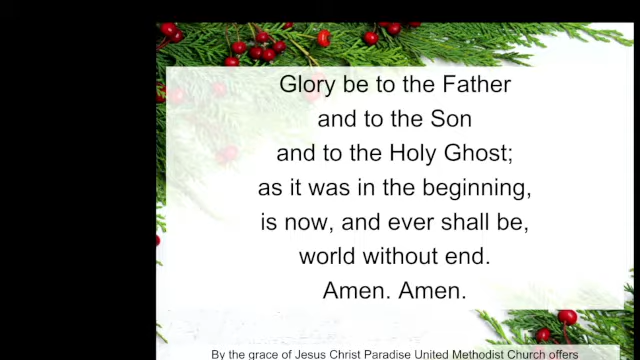 Glory be to the Father
and to the Son
and to the Holy Ghost;
as it was in the beginning,
is now, and ever shall be,
world without end.
Amen. Amen.
By the grace of Jesus Christ Paradise United Methodist Church offers